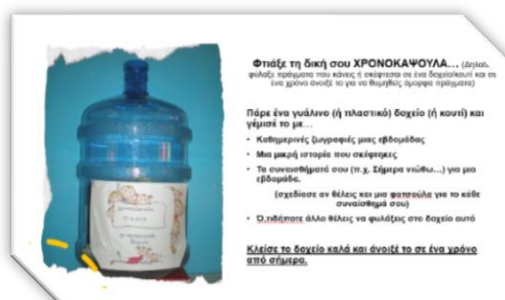 Φτιάξε τη δική σου ΧΡΟΝΟΚΑΨΟΥΛΑ…
φύλαξε πράγματα που κάνεις ή σκέφτεσαι σε ένα δοχείο/κουτί και σε
ένα χρόνο άνοιξέ το για να θυμηθείς όμορφα πράγματα)
Πάρε ένα γυάλινο (ή πλαστικό) δοχείο (ή κουτί) και
γέμισέ το με…
• Καθημερινές ζωγραφιές μιας εβδομάδας
• Μια μικρή ιστορία που σκέφτηκες
• Τα συναισθήματά σου (π.χ. Σήμερα νιώθω…) για μια
εβδομάδα.
(σχεδίασε αν θέλεις και μια φατσούλα για το κάθε
συναίσθημά σου)
• Ό,τιδήποτε άλλο θέλεις να φυλάξεις στο δοχείο αυτό
Κλείσε το δοχείο καλά και άνοιξέ το σε ένα χρόνο
από σήμερα.